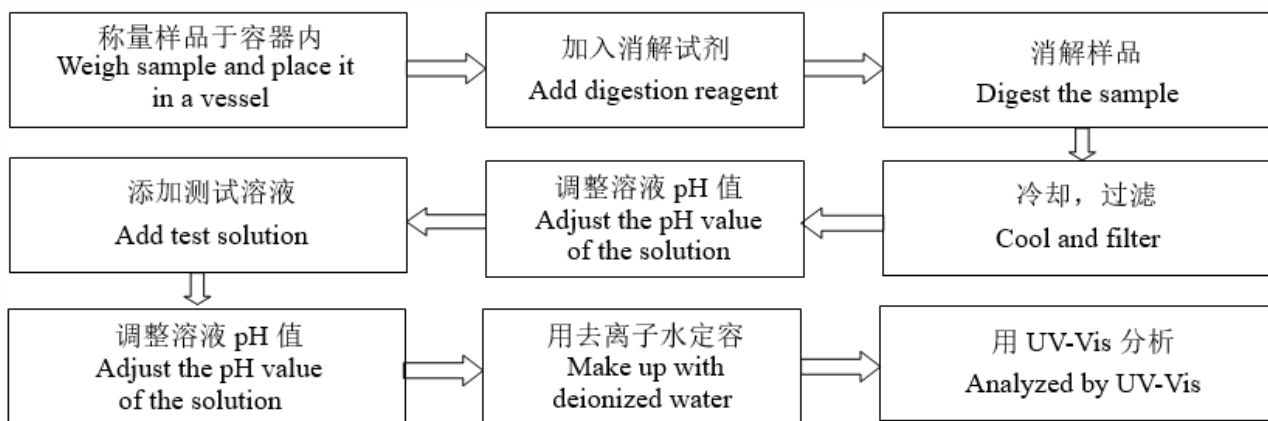 称量样品于容器内
Weigh sample and place it
in a vessel
加入消解试剂
Add digestion reagent
消解样品
Digest the sample
冷却，过滤
Cool and filter
调整溶液 pH 值
Adjust the pH value
of the solution
添加测试溶液
Add test solution
调整溶液 pH 值
Adjust the pH value
of the solution
用去离子水定容
Make up with
deionized water
用 UV-Vis 分析
Analyzed by UV-Vis